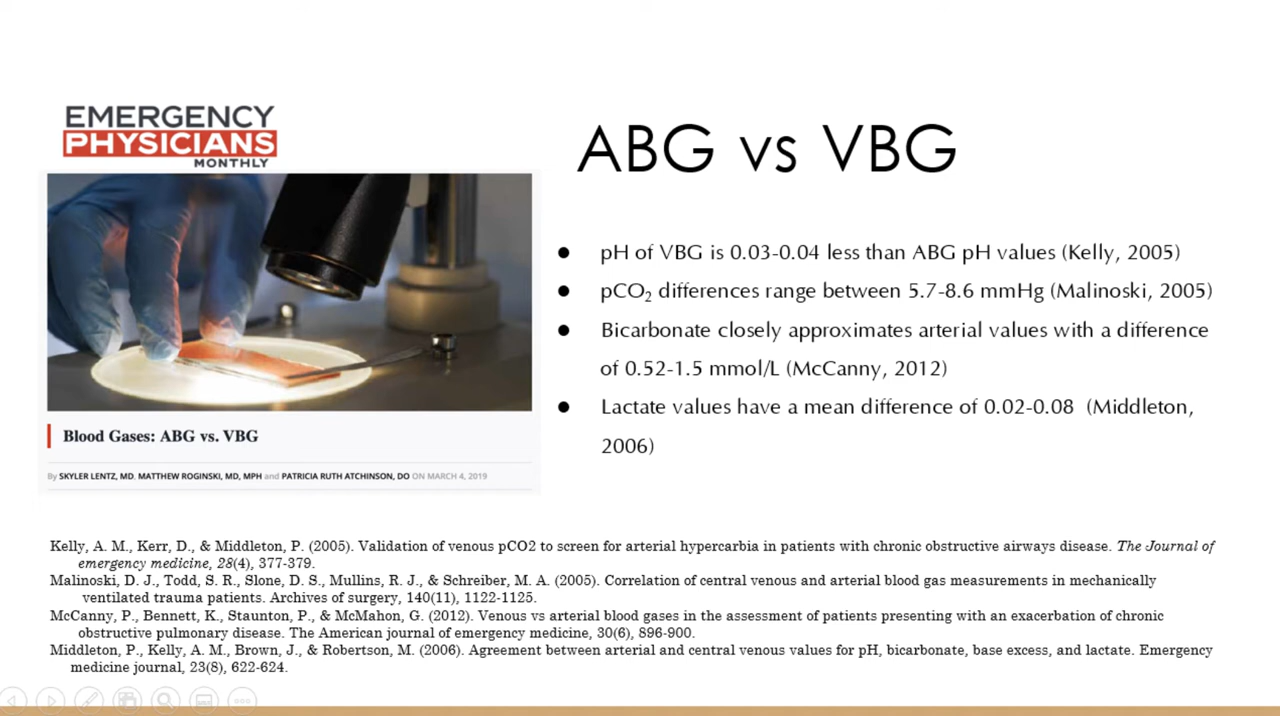 EMERGENCY
PHYSICIANS
MONTHLY
Blood Gases: ABG vs. VBG
By SKYLER LENTZ, MD. MATTHEW ROGINSKI, MD, MPH and PATRICIA RUTH ATCHINSON, DO ON MARCH 4, 2019
ABG vs VBG
● pH of VBG is 0.03-0.04 less than ABG pH values (Kelly, 2005)
● pCO₂ differences range between 5.7-8.6 mmHg (Malinoski, 2005)
● Bicarbonate closely approximates arterial values with a difference
of 0.52-1.5 mmol/L (McCanny, 2012)
● Lactate values have a mean difference of 0.02-0.08 (Middleton,
2006)
Kelly, A. M., Kerr, D., & Middleton, P. (2005). Validation of venous pCO2 to screen for arterial hypercarbia in patients with chronic obstructive airways disease. The Journal of
emergency medicine, 28(4), 377-379.
Malinoski, D. J., Todd, S. R., Slone, D. S., Mullins, R. J., & Schreiber, M. A. (2005). Correlation of central venous and arterial blood gas measurements in mechanically
ventilated trauma patients. Archives of surgery, 140(11), 1122-1125.
McCanny, P., Bennett, K., Staunton, P., & McMahon, G. (2012). Venous vs arterial blood gases in the assessment of patients presenting with an exacerbation of chronic
obstructive pulmonary disease. The American journal of emergency medicine, 30(6), 896-900.
Middleton, P., Kelly, A. M., Brown, J., & Robertson, M. (2006). Agreement between arterial and central venous values for pH, bicarbonate, base excess, and lactate. Emergency
medicine journal, 23(8), 622-624.